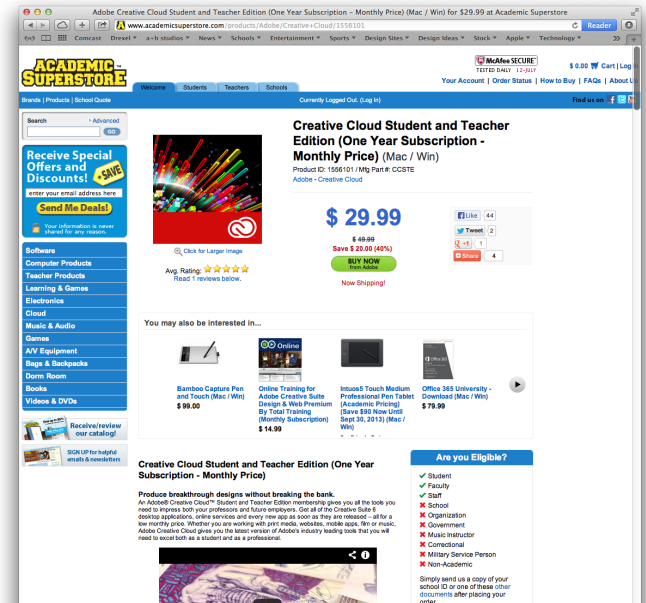 Adobe Creative Cloud Student and Teacher Edition (One Year Subscription – Monthly Price) (Mac / Win) for $29.99 at Academic Superstore
www.academicsuperstore.com/products/Adobe/Creative+Cloud/1556101
Reader
Comcast Drexel a+h studios News Schools Entertainment Sports Design Sites Design Ideas Stock Apple Technology
ACADEMIC
SUPERSTORE
Welcome Students Teachers Schools
McAfee SECURE
TESTED DAILY 12-JULY
$ 0.00 Cart | Log
Your Account | Order Status | How to Buy | FAQs | About U
Brands | Products | School Quote
Currently Logged Out. (Log In)
Find us on
Search
Advanced
GO
Receive Special
Offers and
Discounts!
SAVE
enter your email address here
Send Me Deals!
Your information is never
shared for any reason.
Software
Computer Products
Teacher Products
Learning & Games
Electronics
Cloud
Music & Audio
Games
A/V Equipment
Bags & Backpacks
Dorm Room
Books
Videos & DVDs
Receive/review
our catalog!
SIGN UP for helpful
emails & newsletters
Click for Larger Image
Avg. Rating:
Read 1 reviews below.
Creative Cloud Student and Teacher
Edition (One Year Subscription -
Monthly Price) (Mac / Win)
Product ID: 1556101 / Mfg Part #: CCSTE
Adobe - Creative Cloud
$ 29.99
$ 49.99
Save $ 20.00 (40%)
BUY NOW
from Adobe
Now Shipping!
Like 44
Tweet 2
+1 1
Share 4
You may also be interested in...
Bamboo Capture Pen
and Touch (Mac / Win)
$ 99.00
Online
Online Training for
Adobe Creative Suite
Design & Web Premium
By Total Training
(Monthly Subscription)
$ 14.99
Intuos5 Touch Medium
Professional Pen Tablet
(Academic Pricing)
(Save $90 Now Until
Sept 30, 2013) (Mac /
Win)
Office 365
Office 365 University -
Download (Mac / Win)
$ 79.99
Creative Cloud Student and Teacher Edition (One Year
Subscription - Monthly Price)
Produce breakthrough designs without breaking the bank.
An Adobe® Creative Cloud™ Student and Teacher Edition membership gives you all the tools you
need to impress both your professors and future employers. Get all of the Creative Suite 6
desktop applications, online services and every new app as soon as they are released – all for a
low monthly price. Whether you are working with print media, websites, mobile apps, film or music,
Adobe Creative Cloud gives you the latest version of Adobe's industry leading tools that you will
need to excel both as a student and as a professional.
Are you Eligible?
Student
Faculty
Staff
School
Organization
Government
Music Instructor
Correctional
Military Service Person
Non-Academic
Simply send us a copy of your
school ID or one of these other
documents after placing your
order